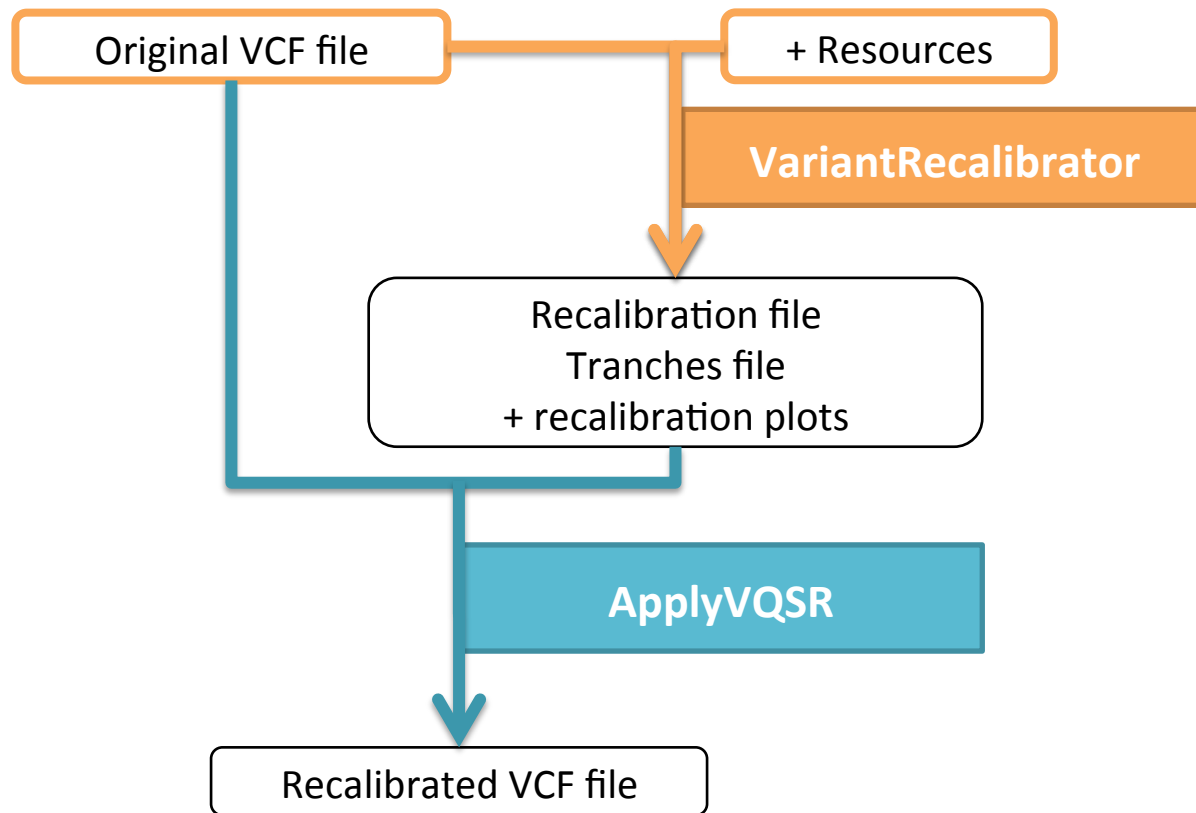 Original VCF file
+ Resources
VariantRecalibrator
Recalibration file
Tranches file
+ recalibration plots
ApplyVQSR
Recalibrated VCF file